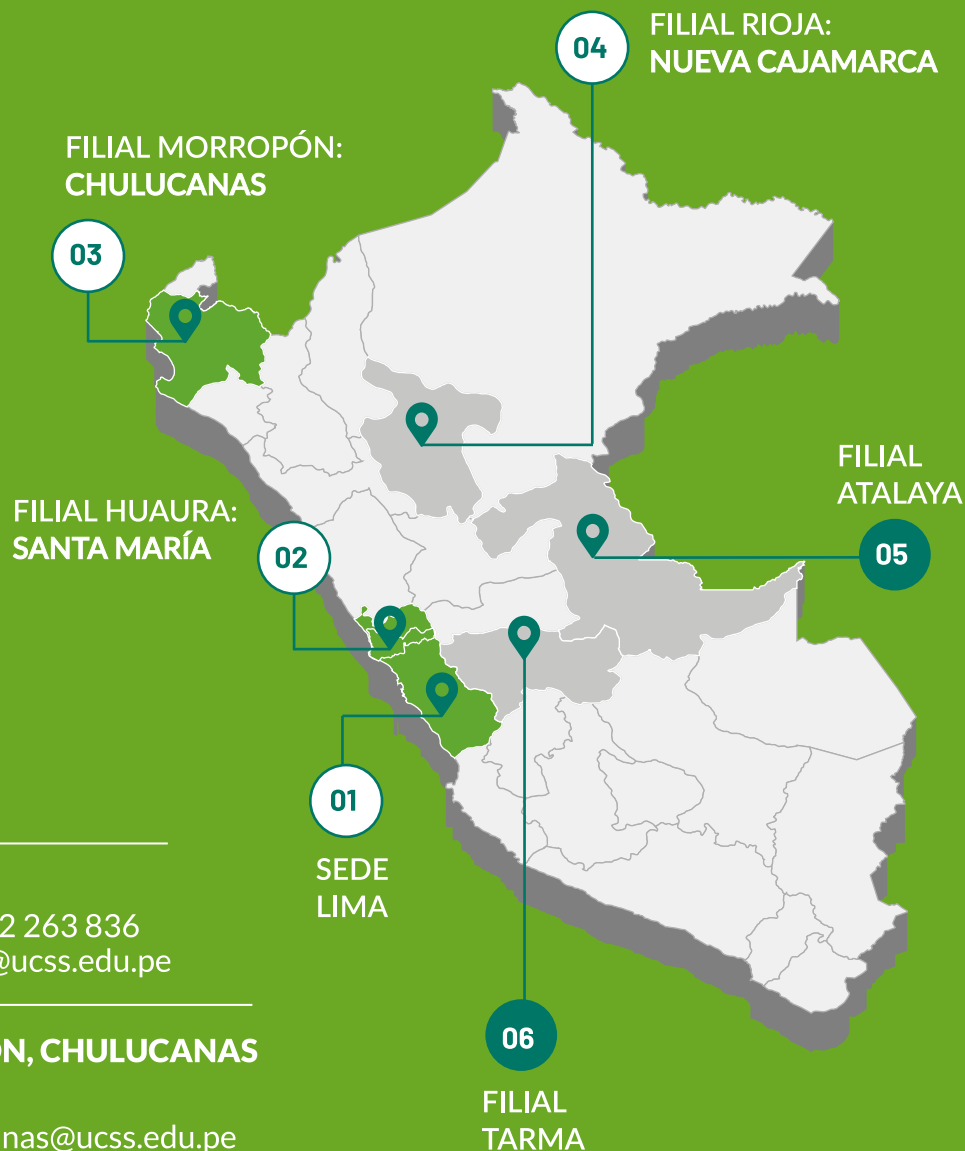 04
FILIAL RIOJA:
NUEVA CAJAMARCA
FILIAL MORROPÓN:
CHULUCANAS
03
FILIAL
ATALAYA
05
FILIAL HUAURA:
SANTA MARÍA
02
01
SEDE
LIMA
2 263 836
@ucss.edu.pe
06
FILIAL
TARMA
N, CHULUCANAS
nas@ucss.edu.pe